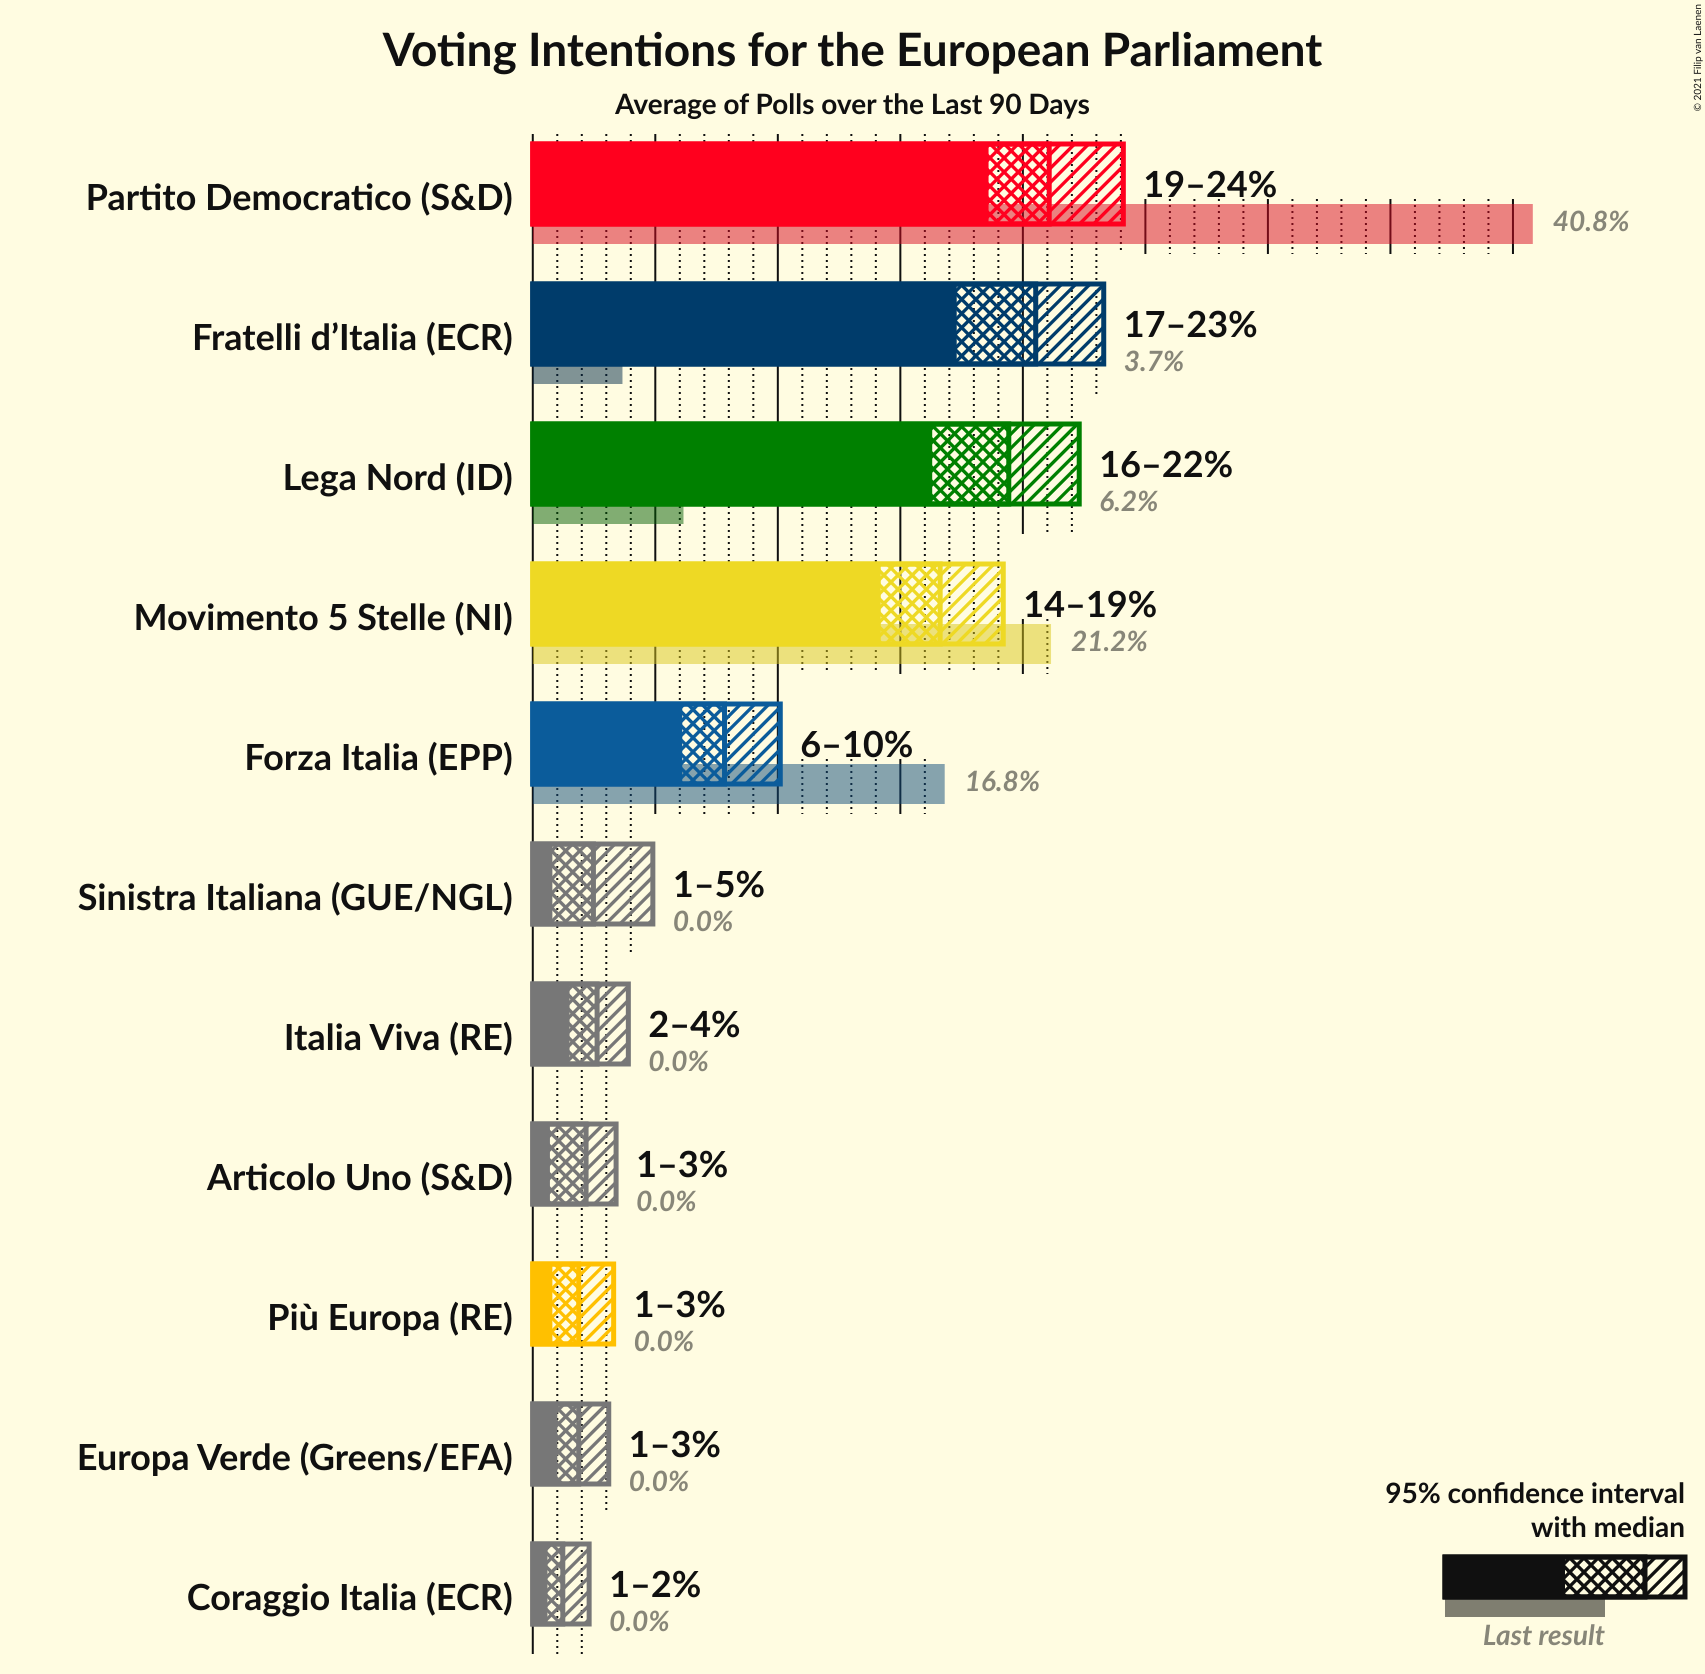 Voting Intentions for the European Parliament
Average of Polls over the Last 90 Days
© 2021 Filip van Laenen
Partito Democratico (S&D)
19–24%
40.8%
Fratelli d’Italia (ECR)
17–23%
3.7%
Lega Nord (ID)
16–22%
6.2%
Movimento 5 Stelle (NI)
14–19%
21.2%
Forza Italia (EPP)
6–10%
16.8%
Sinistra Italiana (GUE/NGL)
1–5%
0.0%
Italia Viva (RE)
2–4%
0.0%
Articolo Uno (S&D)
1–3%
0.0%
Più Europa (RE)
1–3%
0.0%
Europa Verde (Greens/EFA)
1–3%
0.0%
Coraggio Italia (ECR)
1–2%
0.0%
95% confidence interval
with median
Last result